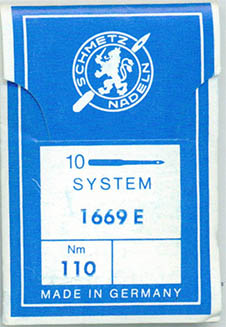 SCHMETZ
NADELN
10
SYSTEM
1669 E
Nm
110
MADE IN GERMANY